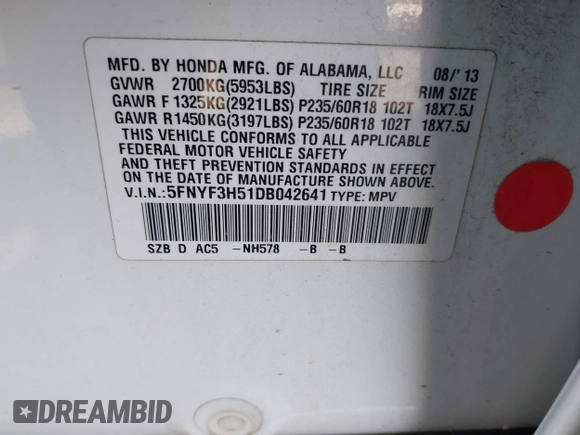 MFD. BY HONDA MFG. OF ALABAMA, LLC 08/'13
GVWR 2700KG(5953LBS) TIRE SIZE RIM SIZE
GAWR F 1325KG(2921LBS) P235/60R18 102T 18X7.5J
GAWR R 1450KG(3197LBS) P235/60R18 102T 18X7.5J
THIS VEHICLE CONFORMS TO ALL APPLICABLE
FEDERAL MOTOR VEHICLE SAFETY
AND THEFT PREVENTION STANDARDS IN EFFECT
ON THE DATE OF MANUFACTURE SHOWN ABOVE.
V.I.N.:5FNYF3H51DB042641 TYPE: MPV
SZB D AC5 -NH578 -B -B
DREAMBID